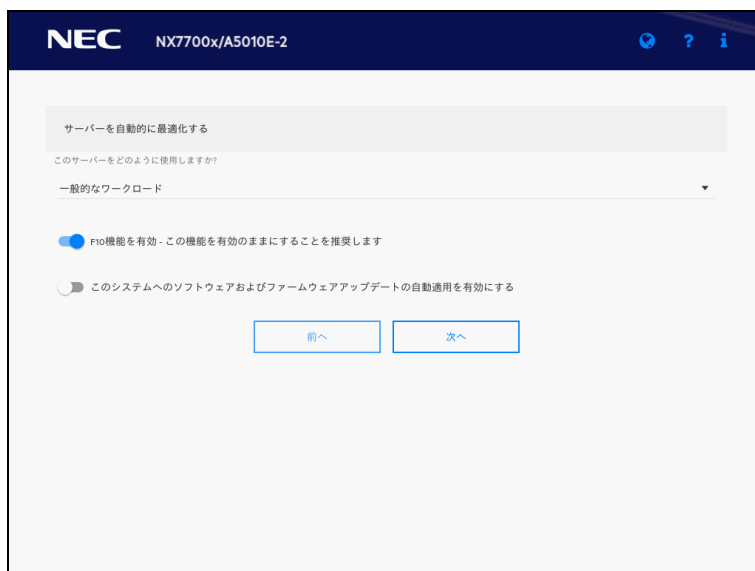 NEC NX7700x/A5010E-2 ? i
サーバーを自動的に最適化する
このサーバーをどのように使用しますか?
一般的なワークロード
F10機能を有効 - この機能を有効のままにすることを推奨します
このシステムへのソフトウェアおよびファームウェアアップデートの自動適用を有効にする
前へ 次へ